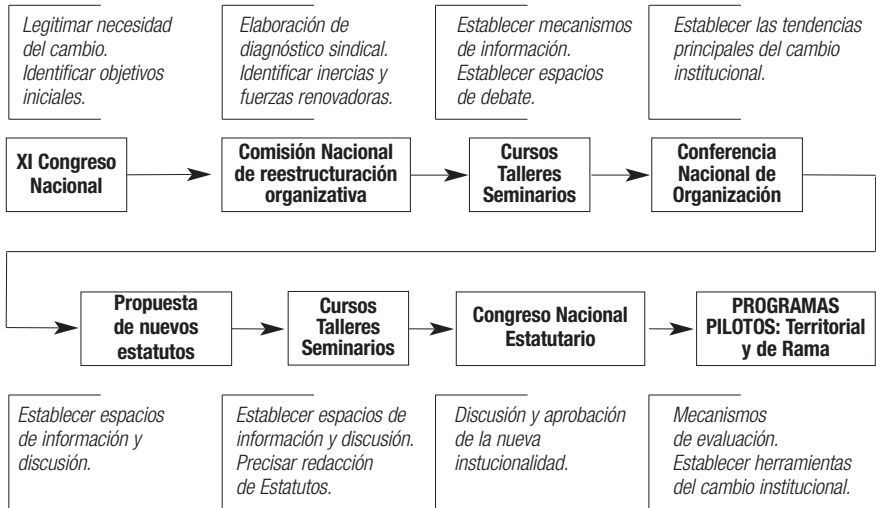 Legitimar necesidad
del cambio.
Identificar objetivos
iniciales.
Elaboración de
diagnóstico sindical.
Identificar inercias y
fuerzas renovadoras.
Establecer mecanismos
de información.
Establecer espacios
de debate.
Establecer las tendencias
principales del cambio
institucional.
XI Congreso
Nacional
Comisión Nacional
de reestructuración
organizativa
Cursos
Talleres
Seminarios
Conferencia
Nacional de
Organización
Propuesta
de nuevos
estatutos
Cursos
Talleres
Seminarios
Congreso Nacional
Estatutario
PROGRAMAS
PILOTOS: Territorial
y de Rama
Establecer espacios
de información y
discusión.
Establecer espacios de
información y discusión.
Precisar redacción
de Estatutos.
Discusión y aprobación
de la nueva
instucionalidad.
Mecanismos
de evaluación.
Establecer herramientas
del cambio institucional.